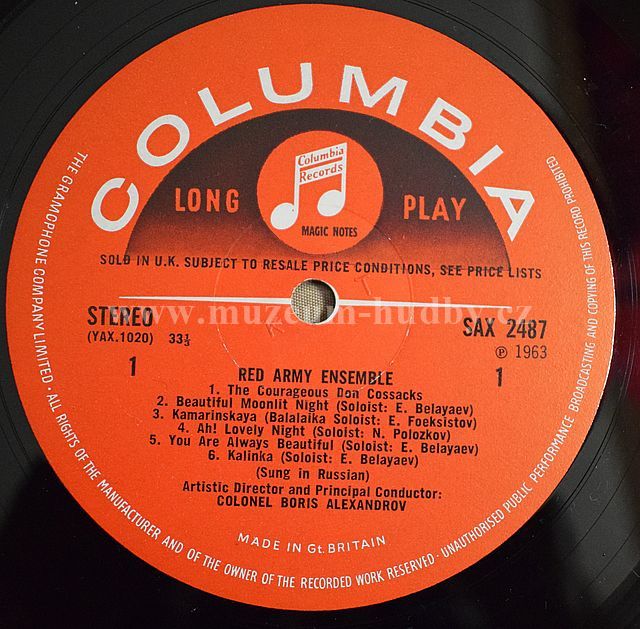 COLUMBIA
Columbia
Records
MAGIC NOTES
LONG PLAY
SOLD IN U.K. SUBJECT TO RESALE PRICE CONDITIONS, SEE PRICE LISTS
www.muzeum-hudby.cz
STEREO
(YAX.1020) 33⅓
1
SAX 2487
℗ 1963
1
RED ARMY ENSEMBLE
1. The Courageous Don Cossacks
2. Beautiful Moonlit Night (Soloist: E. Belayaev)
3. Kamarinskaya (Balalaika Soloist: E. Foeksistov)
4. Ah! Lovely Night (Soloist: N. Polozkov)
5. You Are Always Beautiful (Soloist: E. Belayaev)
6. Kalinka (Soloist: E. Belayaev)
(Sung in Russian)
Artistic Director and Principal Conductor:
COLONEL BORIS ALEXANDROV
MADE IN Gt. BRITAIN
THE GRAMOPHONE COMPANY LIMITED · ALL RIGHTS OF THE MANUFACTURER AND OF THE OWNER OF THE RECORDED WORK RESERVED · UNAUTHORISED PUBLIC PERFORMANCE BROADCASTING AND COPYING OF THIS RECORD PROHIBITED